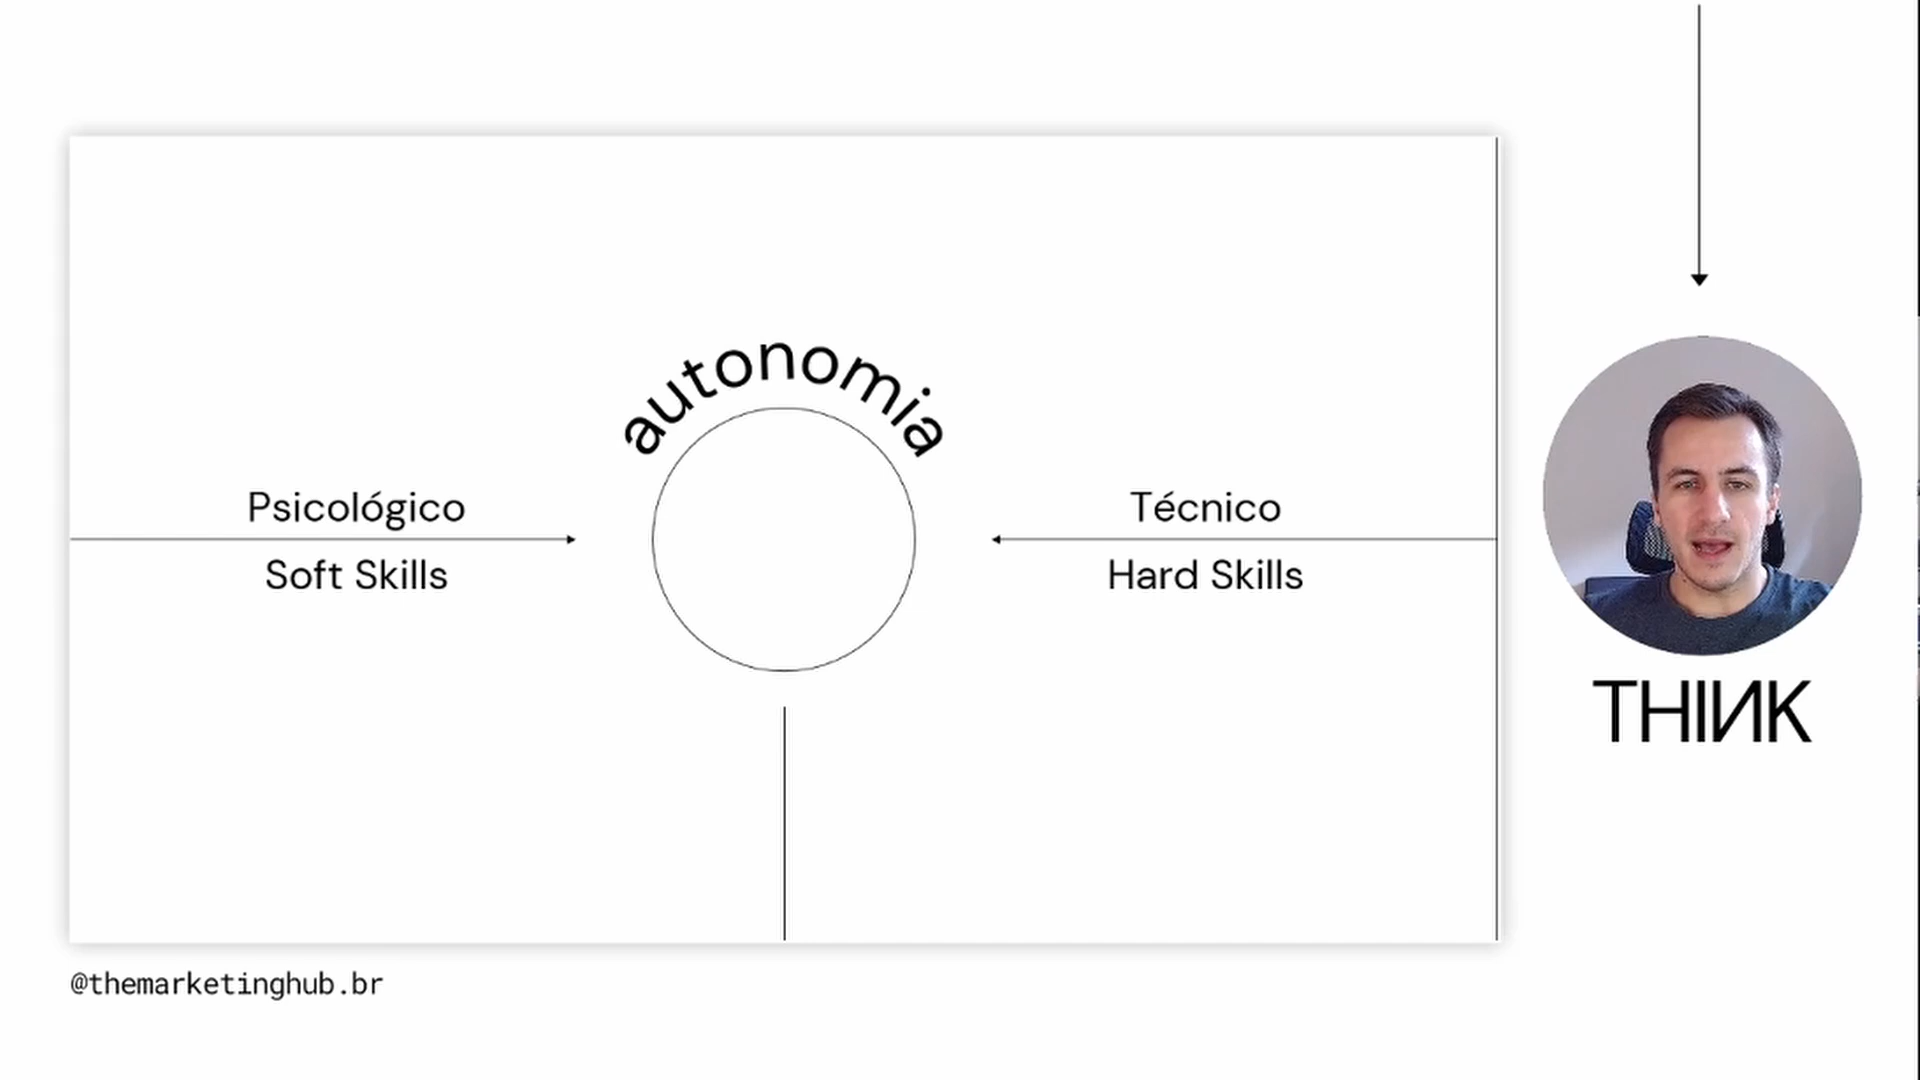 autonomia
Psicológico
Soft Skills
Técnico
Hard Skills
THIИK
@themarketinghub.br